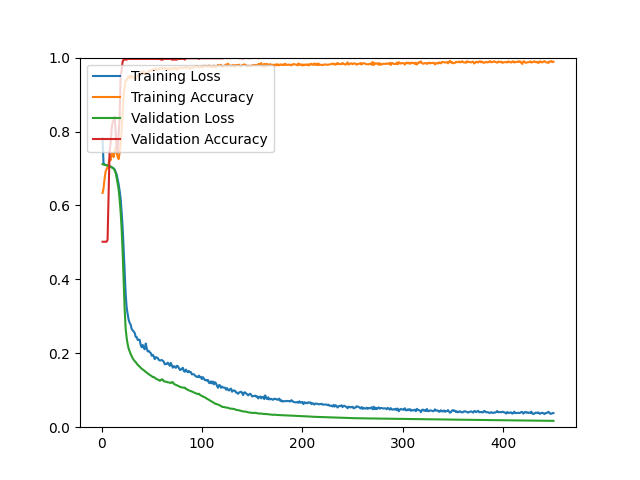 Training Loss
Training Accuracy
Validation Loss
Validation Accuracy
1.0
0.8
0.6
0.4
0.2
0.0
0 100 200 300 400